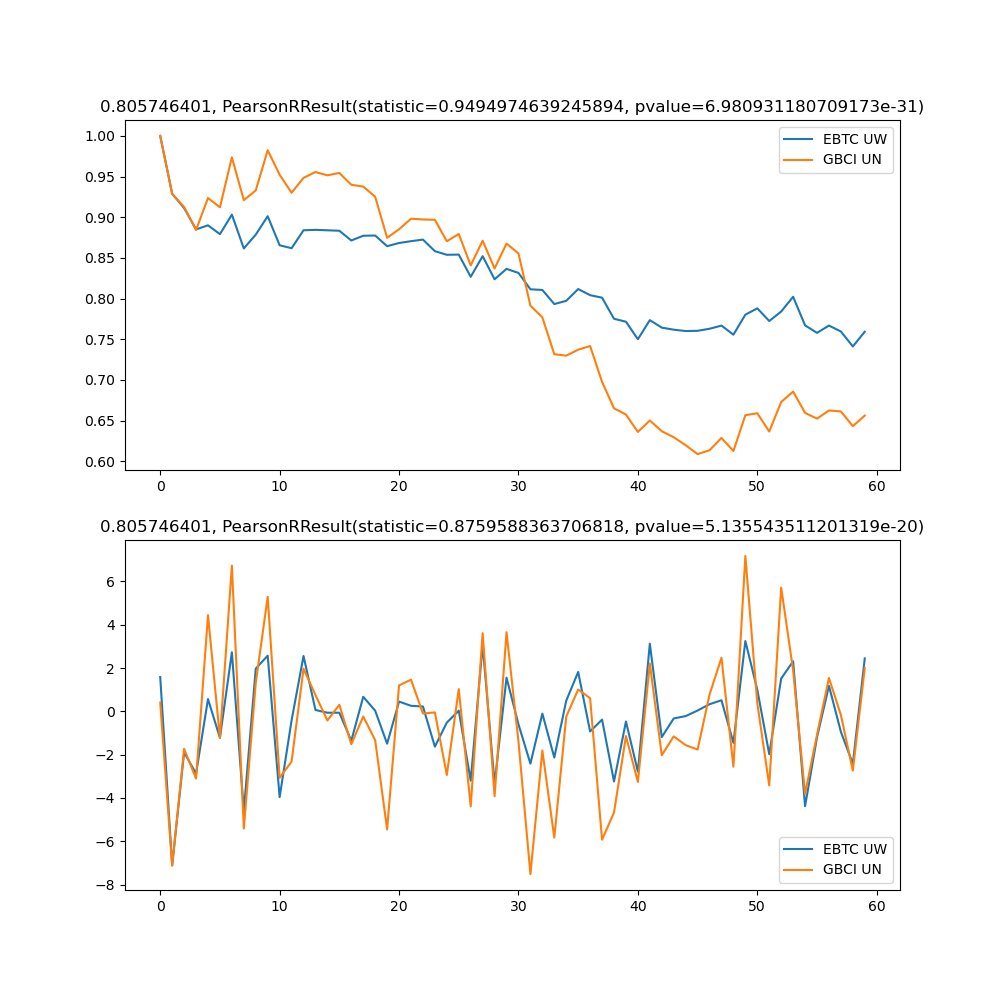 0.805746401, PearsonRResult(statistic=0.9494974639245894, pvalue=6.980931180709173e-31)
1.00
0.95
0.90
0.85
0.80
0.75
0.70
0.65
0.60
EBTC UW
GBCI UN
0 10 20 30 40 50 60
0.805746401, PearsonRResult(statistic=0.8759588363706818, pvalue=5.135543511201319e-20)
6
4
2
0
−2
−4
−6
−8
EBTC UW
GBCI UN
0 10 20 30 40 50 60